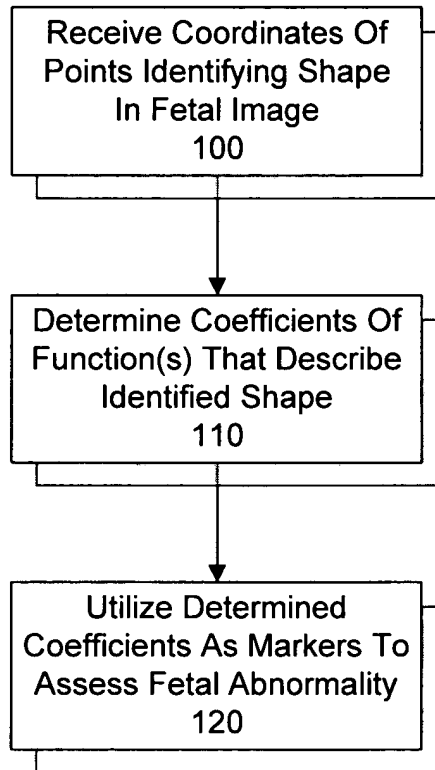 Receive Coordinates Of
Points Identifying Shape
In Fetal Image
100
Determine Coefficients Of
Function(s) That Describe
Identified Shape
110
Utilize Determined
Coefficients As Markers To
Assess Fetal Abnormality
120